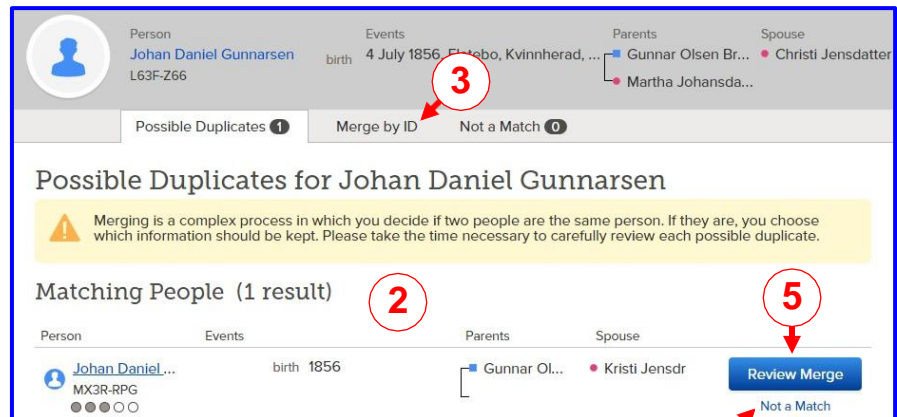 Person Events Parents Spouse
Johan Daniel Gunnarsen birth 4 July 1856, Flatebo, Kvinnherad, ... Gunnar Olsen Br... Christi Jensdatter
L63F-Z66 Martha Johansda...
3
Possible Duplicates 1 Merge by ID Not a Match 0
Possible Duplicates for Johan Daniel Gunnarsen
Merging is a complex process in which you decide if two people are the same person. If they are, you choose
which information should be kept. Please take the time necessary to carefully review each possible duplicate.
Matching People (1 result) 2 5
Person Events Parents Spouse
Johan Daniel ... birth 1856 Gunnar Ol... Kristi Jensdr Review Merge
MX3R-RPG
Not a Match